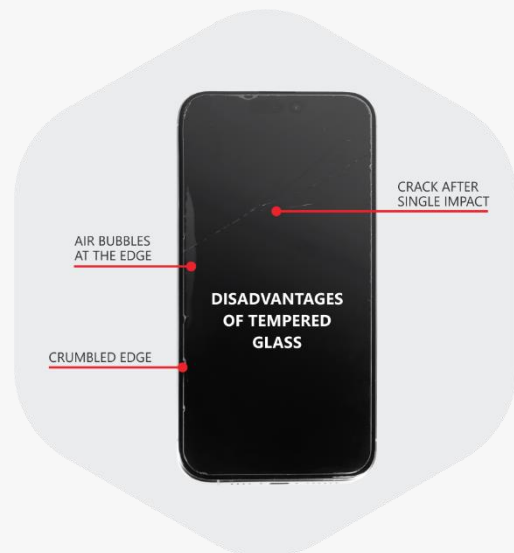 CRACK AFTER
SINGLE IMPACT
AIR BUBBLES
AT THE EDGE
DISADVANTAGES
OF TEMPERED
GLASS
CRUMBLED EDGE